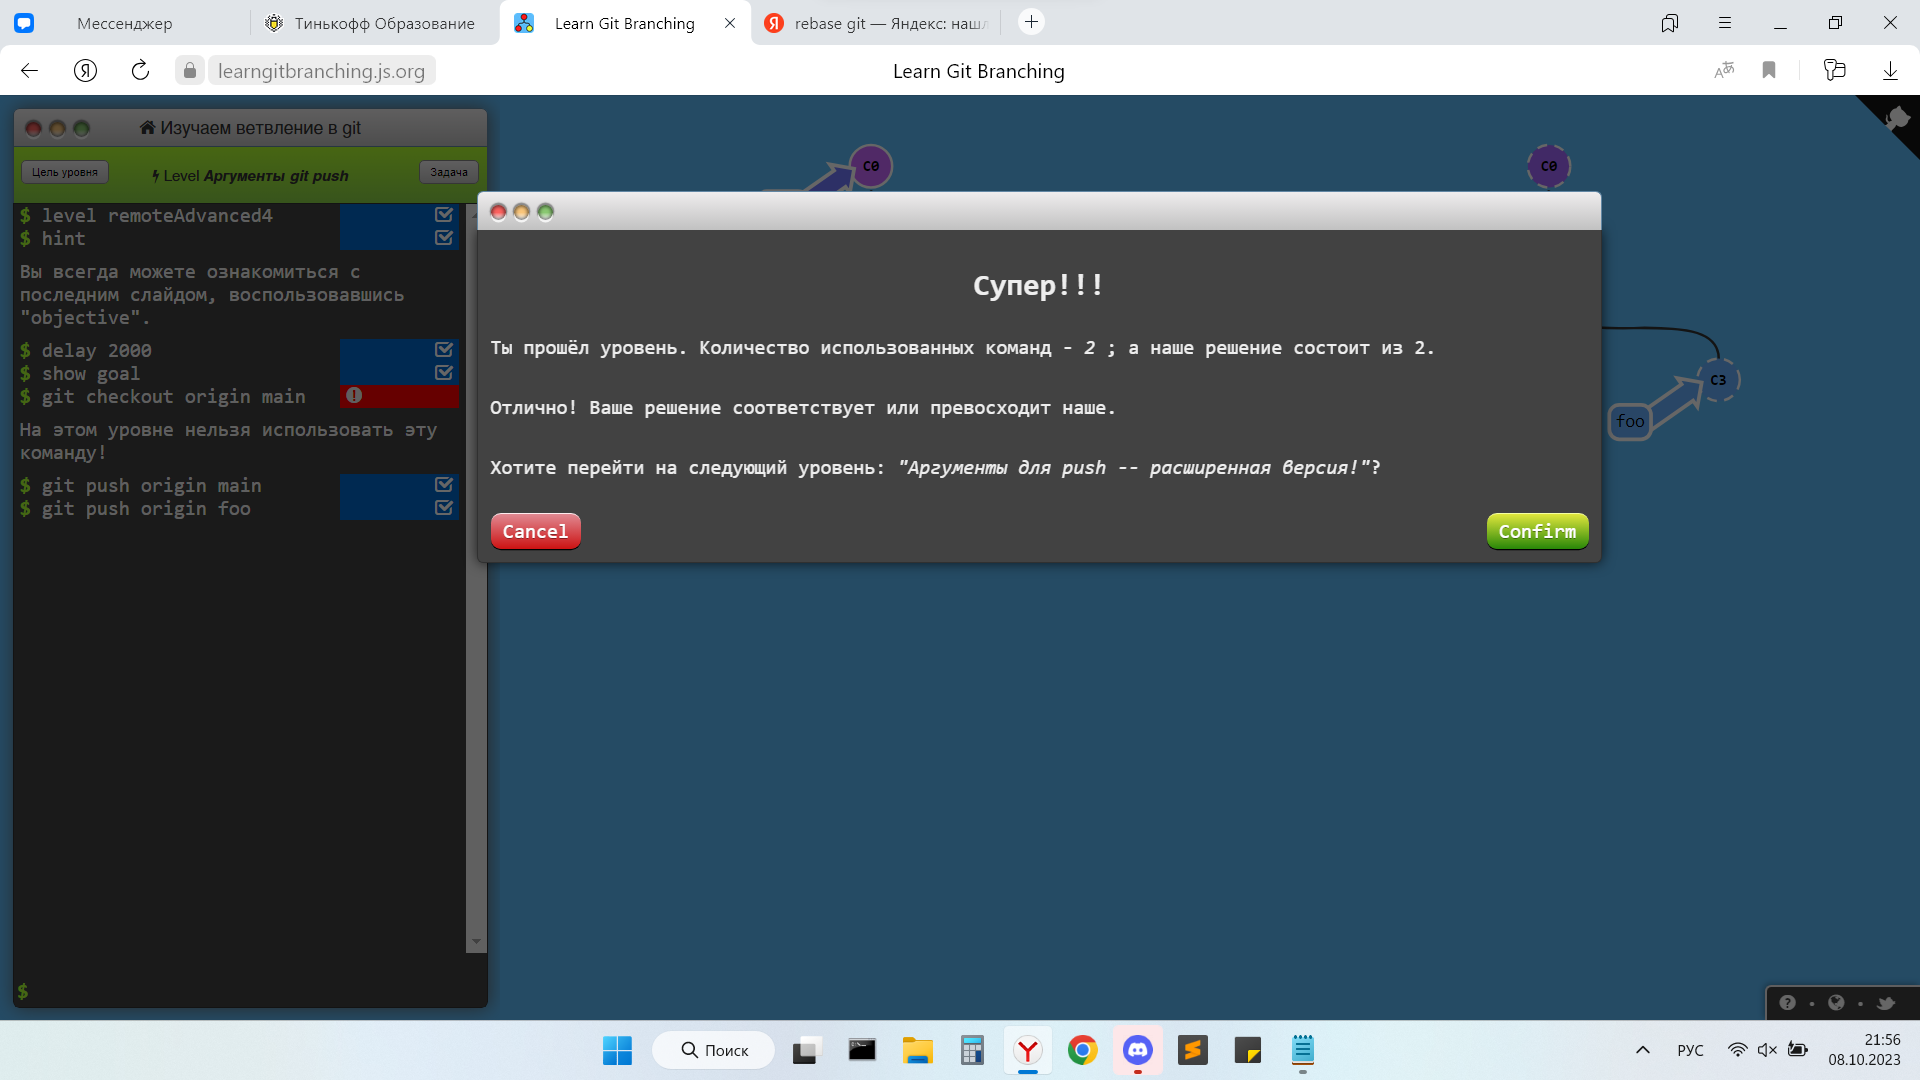 Мессенджер
Тинькофф Образование
Learn Git Branching
rebase git — Яндекс: наш
learngitbranching.js.org
Learn Git Branching
Изучаем ветвление в git
Цель уровня
Level Аргументы git push
Задача
$ level remoteAdvanced4
$ hint
Вы всегда можете ознакомиться с
последним слайдом, воспользовавшись
"objective".
$ delay 2000
$ show goal
$ git checkout origin main
На этом уровне нельзя использовать эту
команду!
$ git push origin main
$ git push origin foo
$
C0
C0
C3
foo
Супер!!!
Ты прошёл уровень. Количество использованных команд - 2 ; а наше решение состоит из 2.
Отлично! Ваше решение соответствует или превосходит наше.
Хотите перейти на следующий уровень: "Аргументы для push -- расширенная версия!"?
Cancel
Confirm
Поиск
РУС
21:56
08.10.2023